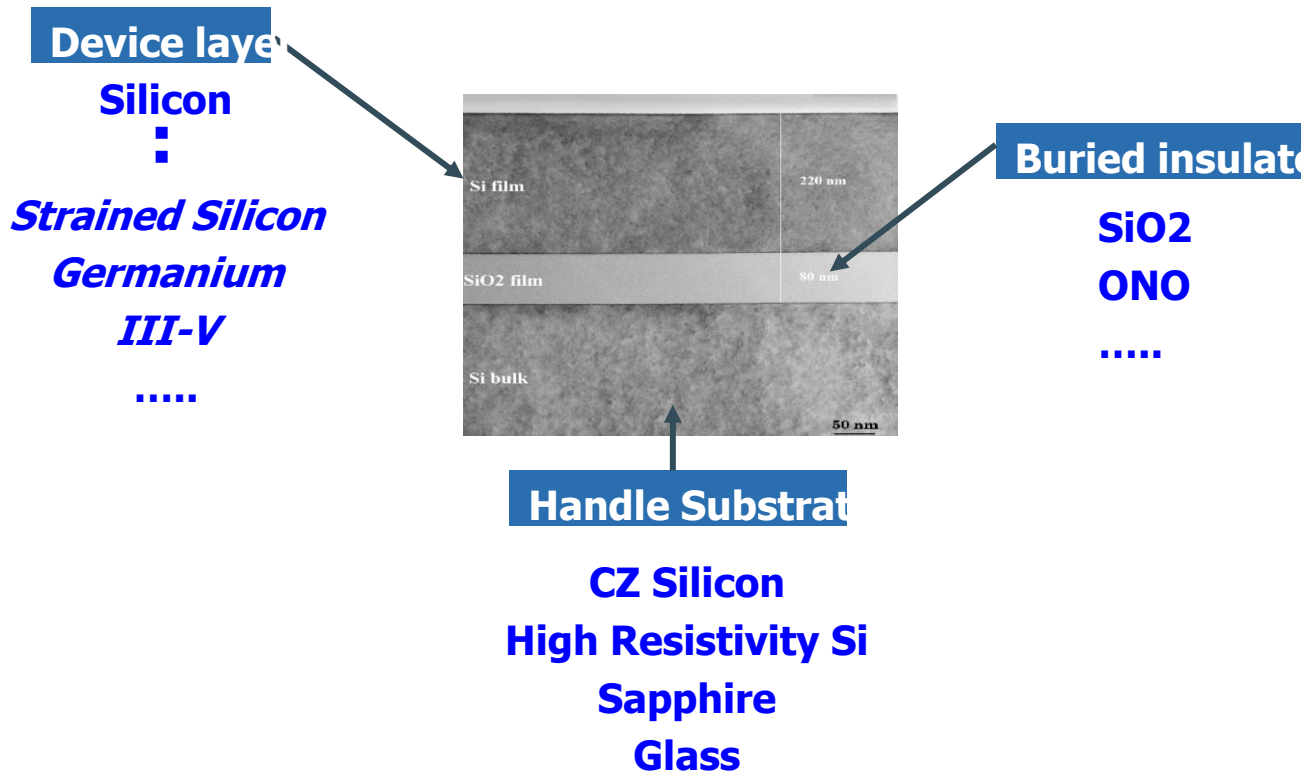 Device laye
Silicon
:
Strained Silicon
Germanium
III-V
.....
Si film
220 nm
SiO2 film
80 nm
Si bulk
50 nm
Buried insulato
SiO2
ONO
.....
Handle Substrat
CZ Silicon
High Resistivity Si
Sapphire
Glass